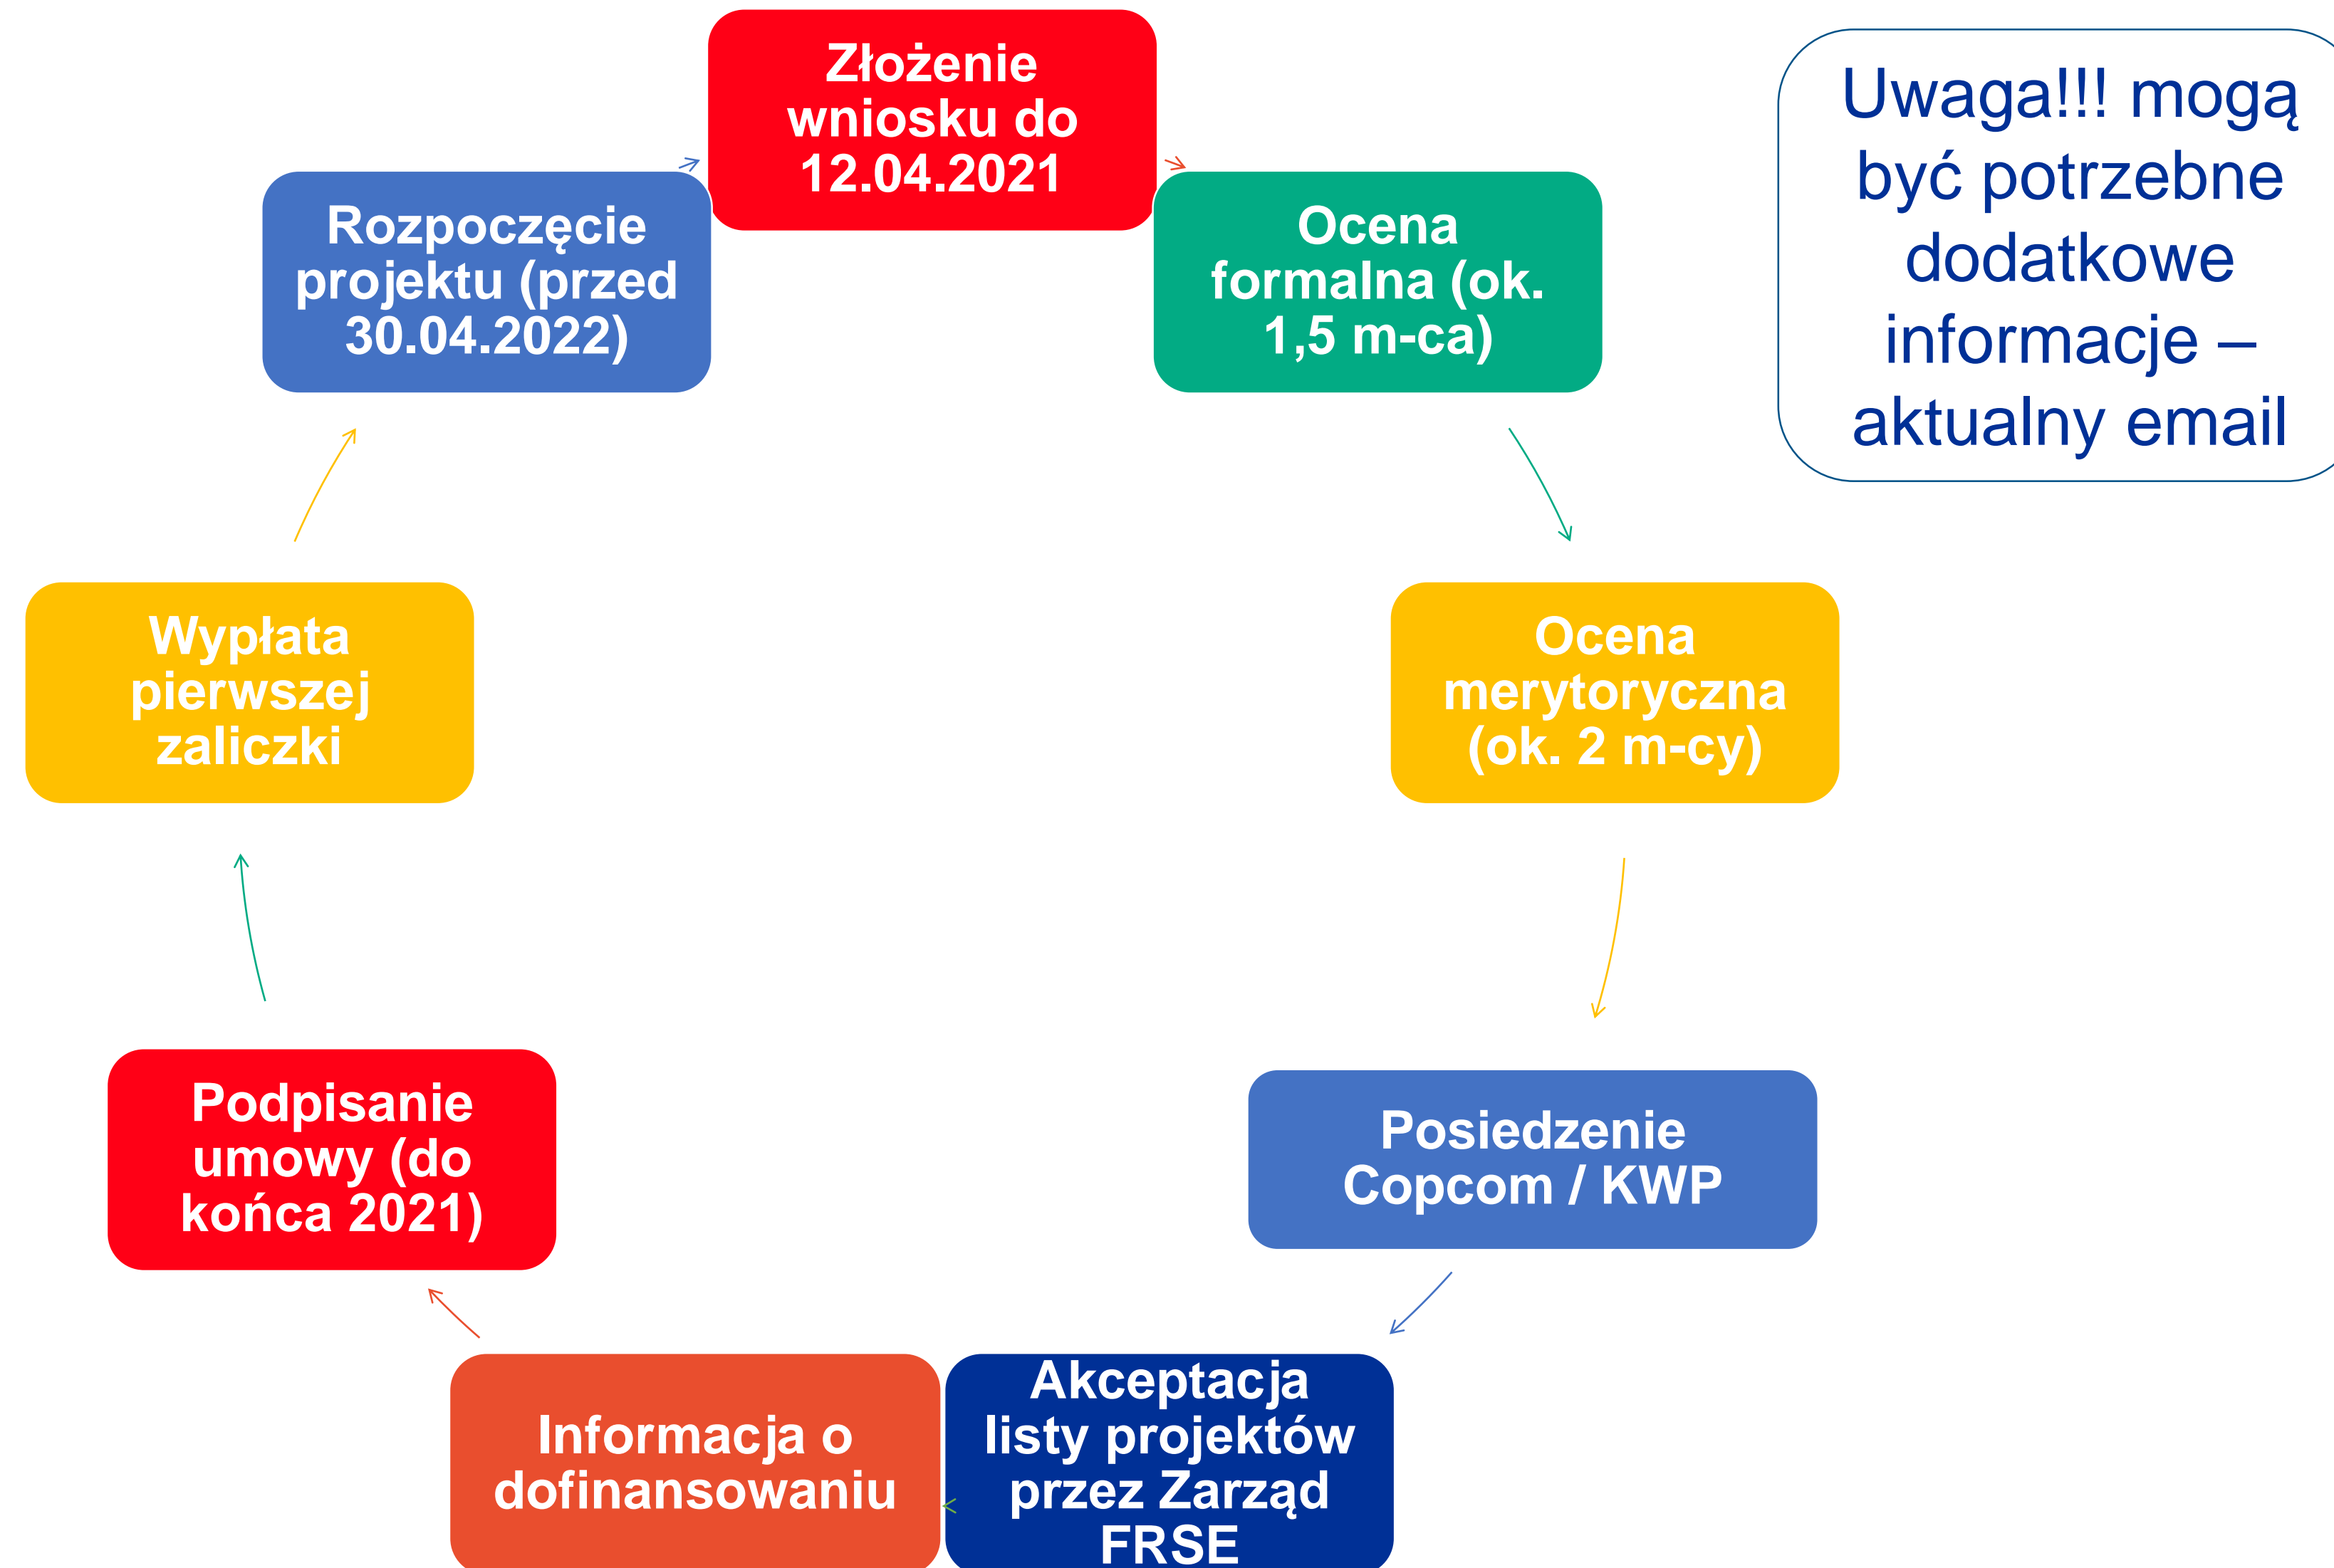 Złożenie
wniosku do
12.04.2021
Ocena
formalna (ok.
1,5 m-ca)
Ocena
merytoryczna
(ok. 2 m-cy)
Posiedzenie
Copcom / KWP
Akceptacja
listy projektów
przez Zarząd
FRSE
Informacja o
dofinansowaniu
Podpisanie
umowy (do
końca 2021)
Wypłata
pierwszej
zaliczki
Rozpoczęcie
projektu (przed
30.04.2022)
Uwaga!!! mogą
być potrzebne
dodatkowe
informacje –
aktualny email